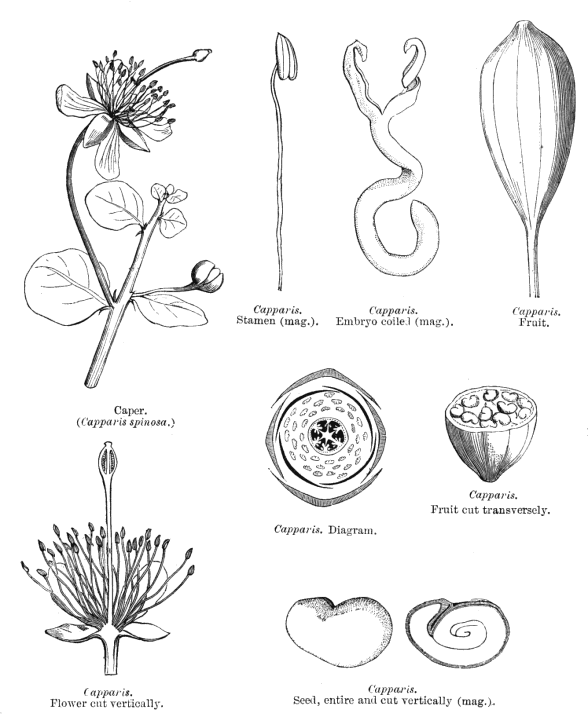 Capparis.
Stamen (mag.).
Capparis.
Embryo coiled (mag.).
Capparis.
Fruit.
Caper.
(Capparis spinosa.)
Capparis. Diagram.
Capparis.
Fruit cut transversely.
Capparis.
Flower cut vertically.
Capparis.
Seed, entire and cut vertically (mag.).